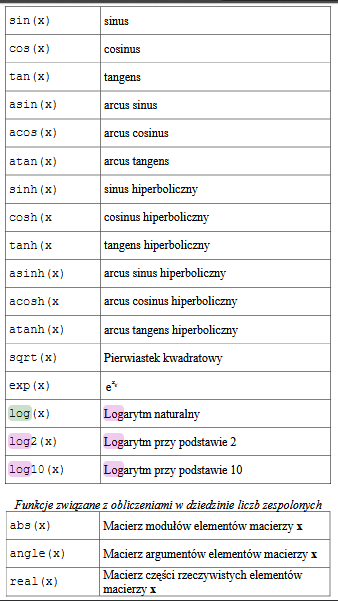 sin(x) sinus
cos(x) cosinus
tan(x) tangens
asin(x) arcus sinus
acos(x) arcus cosinus
atan(x) arcus tangens
sinh(x) sinus hiperboliczny
cosh(x cosinus hiperboliczny
tanh(x tangens hiperboliczny
asinh(x) arcus sinus hiperboliczny
acosh(x arcus cosinus hiperboliczny
atanh(x) arcus tangens hiperboliczny
sqrt(x) Pierwiastek kwadratowy
exp(x)
log(x) Logarytm naturalny
log2(x) Logarytm przy podstawie 2
log10(x) Logarytm przy podstawie 10
Funkcje związane z obliczeniami w dziedzinie liczb zespolonych
abs(x) Macierz modułów elementów macierzy x
angle(x) Macierz argumentów elementów macierzy x
real(x) Macierz części rzeczywistych elementów
macierzy x